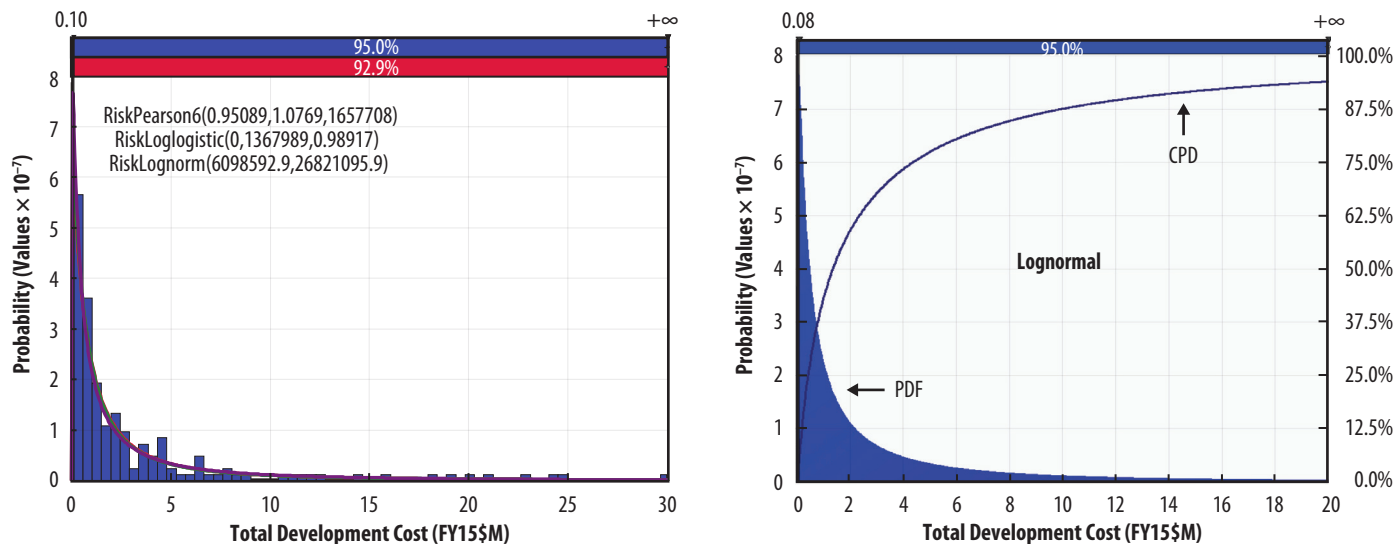 0.10
+∞
95.0%
92.9%
8
7
6
5
4
3
2
1
0
Probability (Values × 10⁻⁷)
RiskPearson6(0.95089,1.0769,1657708)
RiskLoglogistic(0,1367989,0.98917)
RiskLognorm(6098592.9,26821095.9)
0 5 10 15 20 25 30
Total Development Cost (FY15$M)
0.08
+∞
95.0%
8
7
6
5
4
3
2
1
0
Probability (Values × 10⁻⁷)
100.0%
87.5%
75.0%
62.5%
50.0%
37.5%
25.0%
12.5%
0.0%
CPD
Lognormal
PDF
0 2 4 6 8 10 12 14 16 18 20
Total Development Cost (FY15$M)